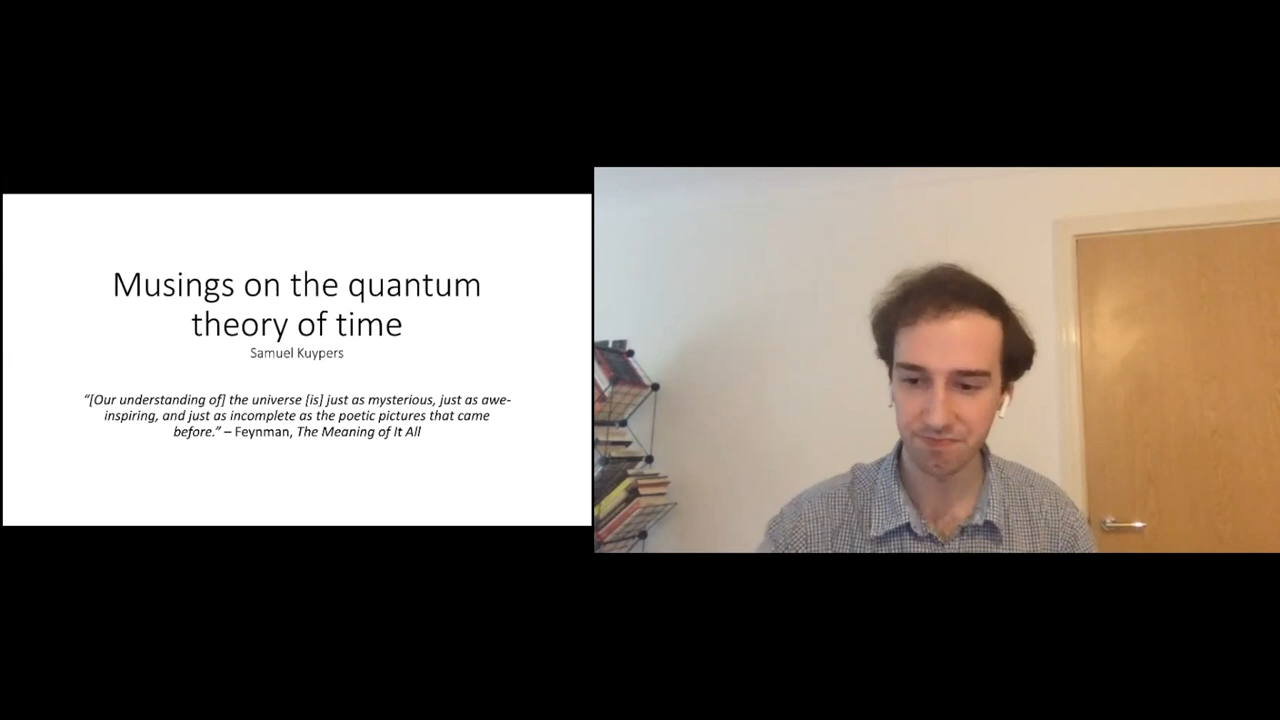 Musings on the quantum
theory of time
Samuel Kuypers
“[Our understanding of] the universe [is] just as mysterious, just as awe-
inspiring, and just as incomplete as the poetic pictures that came
before.” – Feynman, The Meaning of It All